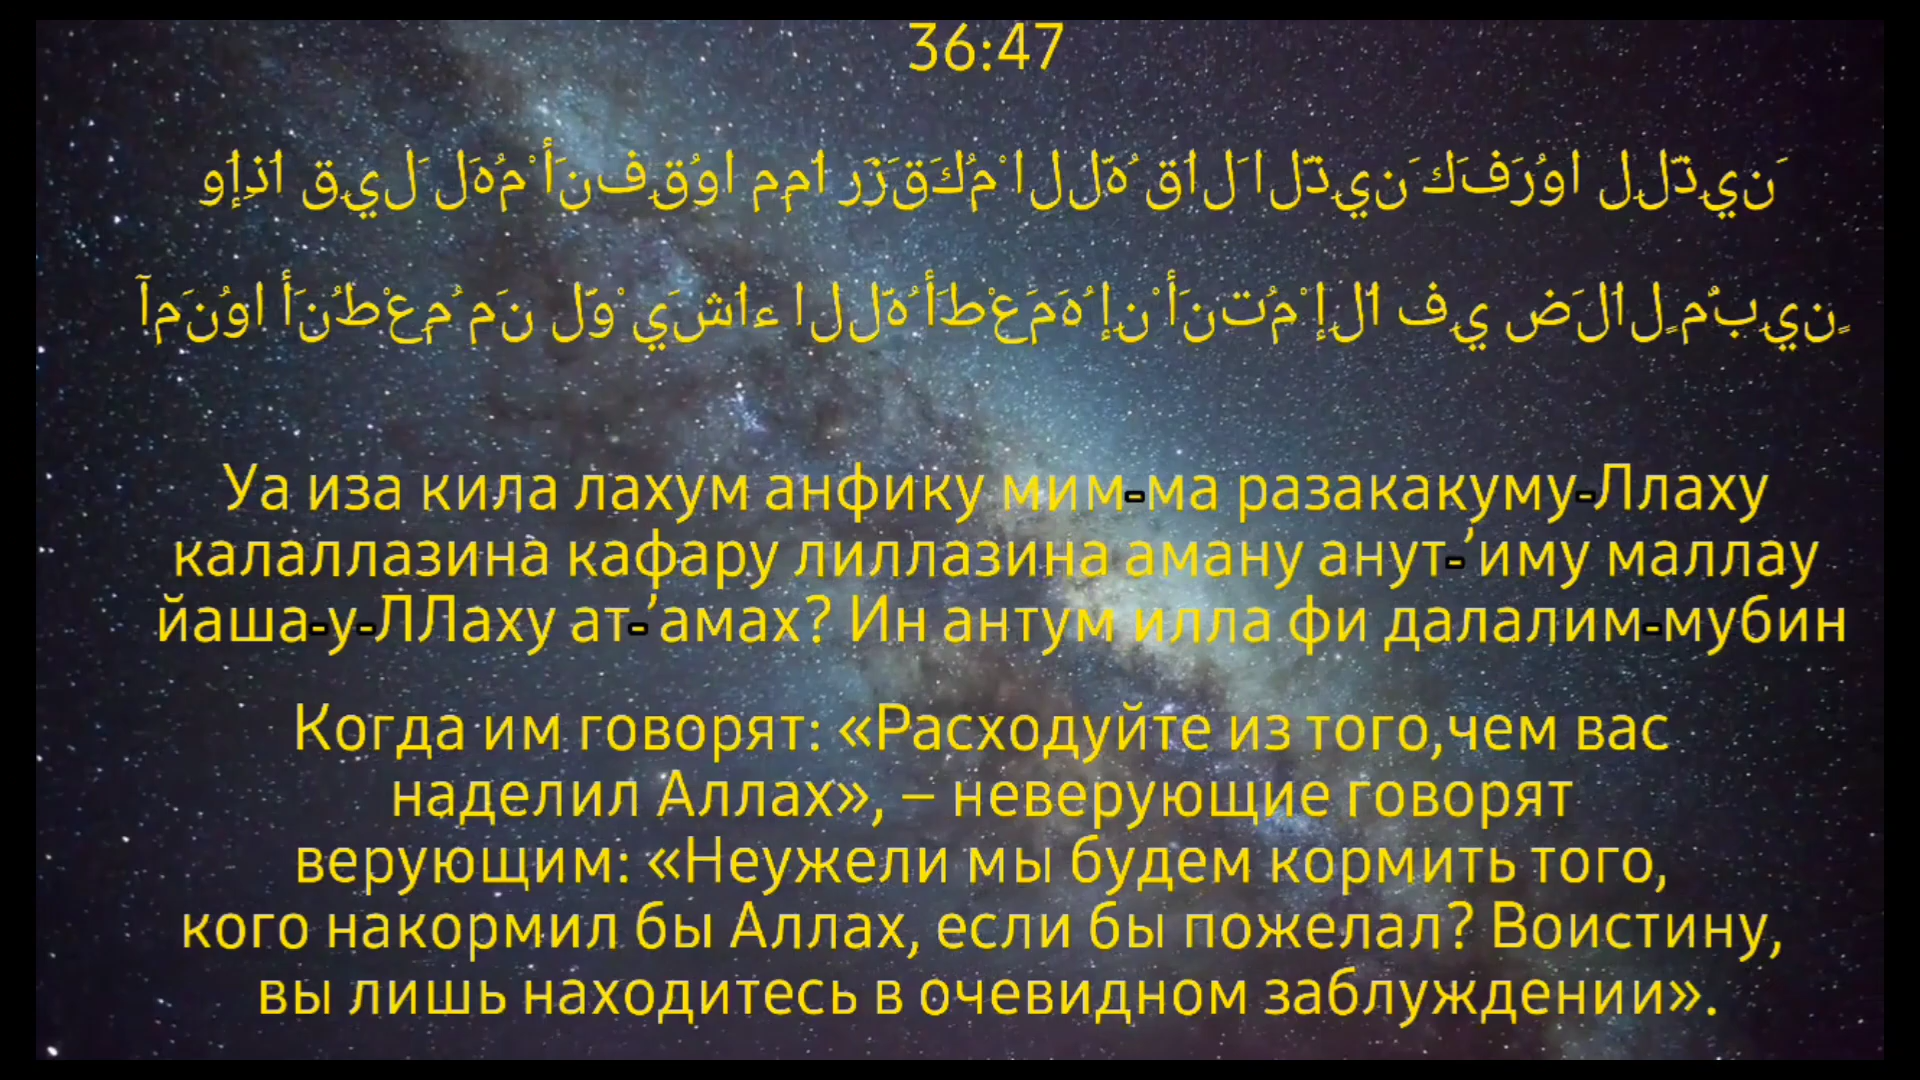 36:47
وَإِذَا قِيلَ لَهُمْ أَنفِقُوا مِمَّا رَزَقَكُمْ اللَّهُ قَالَ الَّذِينَ كَفَرُوا لِلَّذِينَ
آمَنُوا أَنُطْعِمُ مَن لَّوْ يَشَاء اللَّهُ أَطْعَمَهُ إِنْ أَنتُمْ إِلَّا فِي ضَلَالٍ مُّبِينٍ
Уа иза кила лахум анфику мим-ма разакакуму-Ллаху
калаллазина кафару лиллазина аману анут-’иму маллау
йаша-у-ЛЛаху ат-’амах? Ин антум илла фи далалим-мубин
Когда им говорят: «Расходуйте из того,чем вас
наделил Аллах», – неверующие говорят
верующим: «Неужели мы будем кормить того,
кого накормил бы Аллах, если бы пожелал? Воистину,
вы лишь находитесь в очевидном заблуждении».